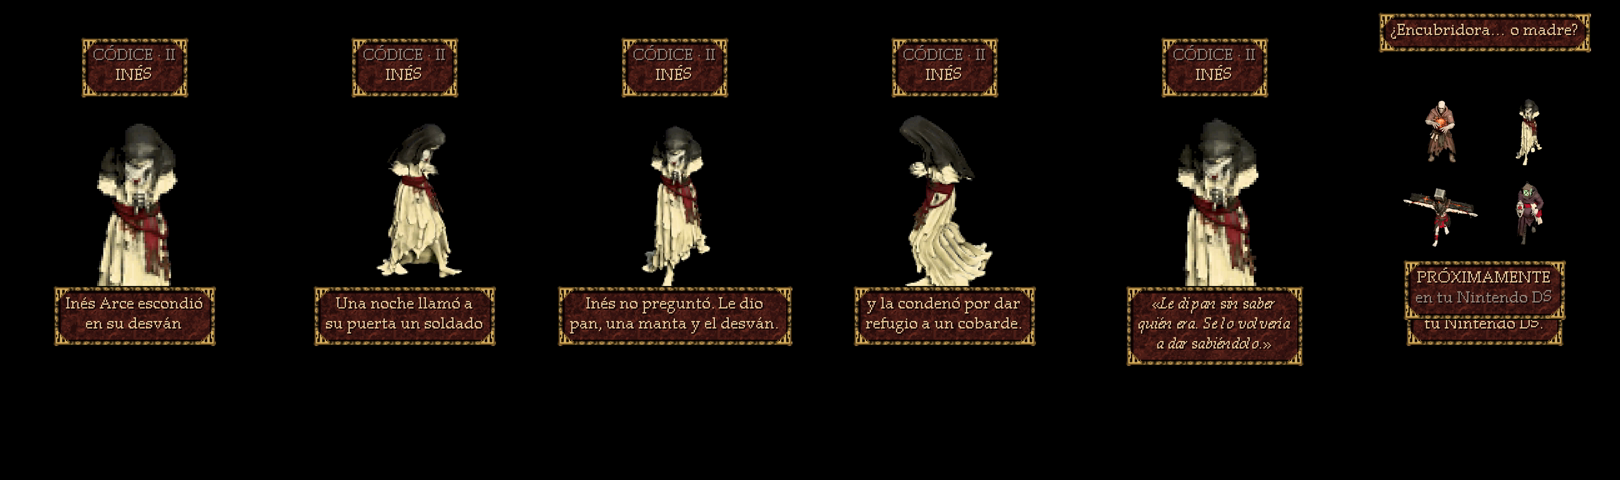 CÓDICE · II
INÉS
Inés Arce escondió
en su desván
CÓDICE · II
INÉS
Una noche llamó a
su puerta un soldado
CÓDICE · II
INÉS
Inés no preguntó. Le dio
pan, una manta y el desván.
CÓDICE · II
INÉS
y la condenó por dar
refugio a un cobarde.
CÓDICE · II
INÉS
«Le di pan sin saber
quién era. Se lo volvería
a dar sabiéndolo.»
¿Encubridora... o madre?
PRÓXIMAMENTE
en tu Nintendo DS
tu Nintendo DS.